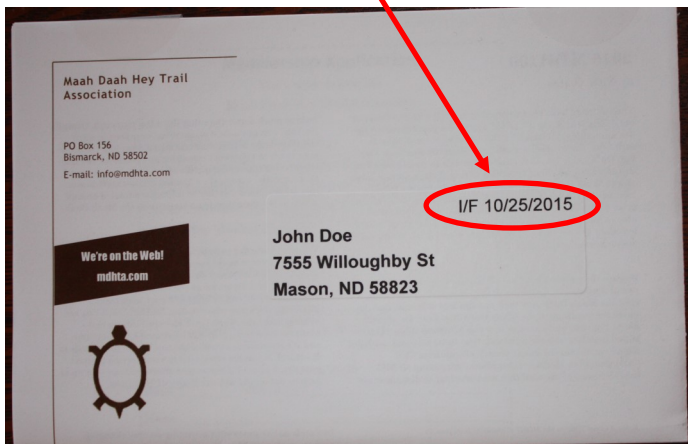 Maah Daah Hey Trail
Association
PO Box 156
Bismarck, ND 58502
E-mail: info@mdhta.com
I/F 10/25/2015
John Doe
7555 Willoughby St
Mason, ND 58823
We're on the Web!
mdhta.com